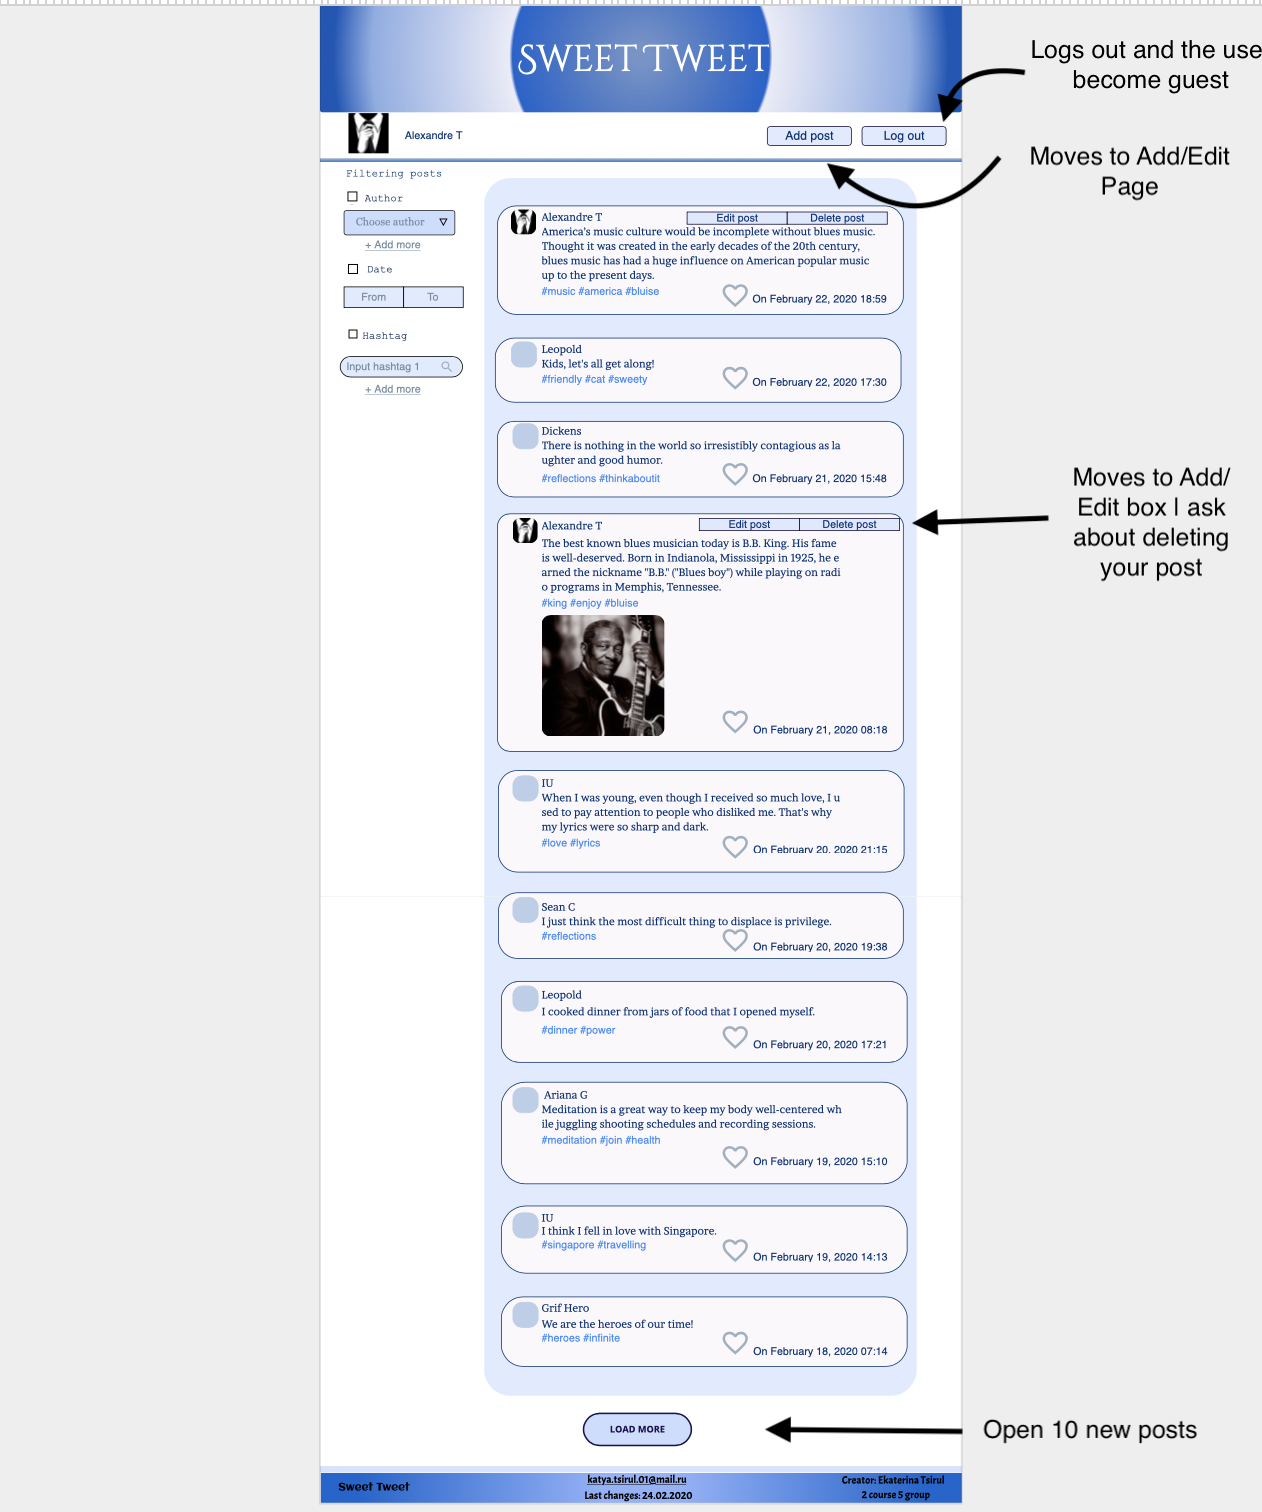 SWEET TWEET
Logs out and the use
become guest
Alexandre T
Add post
Log out
Moves to Add/Edit
Page
Filtering posts
Author
Choose author
+ Add more
Date
From
To
Hashtag
Input hashtag 1
+ Add more
Alexandre T
Edit post
Delete post
America's music culture would be incomplete without blues music.
Thought it was created in the early decades of the 20th century,
blues music has had a huge influence on American popular music
up to the present days.
#music #america #bluise
On February 22, 2020 18:59
Leopold
Kids, let's all get along!
#friendly #cat #sweety
On February 22, 2020 17:30
Dickens
There is nothing in the world so irresistibly contagious as la
ughter and good humor.
#reflections #thinkaboutit
On February 21, 2020 15:48
Moves to Add/
Edit box | ask
about deleting
your post
Alexandre T
Edit post
Delete post
The best known blues musician today is B.B. King. His fame
is well-deserved. Born in Indianola, Mississippi in 1925, he e
arned the nickname "B.B." ("Blues boy") while playing on radi
o programs in Memphis, Tennessee.
#king #enjoy #bluise
On February 21, 2020 08:18
IU
When I was young, even though I received so much love, I u
sed to pay attention to people who disliked me. That's why
my lyrics were so sharp and dark.
#love #lyrics
On February 20, 2020 21:15
Sean C
I just think the most difficult thing to displace is privilege.
#reflections
On February 20, 2020 19:38
Leopold
I cooked dinner from jars of food that I opened myself.
#dinner #power
On February 20, 2020 17:21
Ariana G
Meditation is a great way to keep my body well-centered wh
ile juggling shooting schedules and recording sessions.
#meditation #join #health
On February 19, 2020 15:10
IU
I think I fell in love with Singapore.
#singapore #travelling
On February 19, 2020 14:13
Grif Hero
We are the heroes of our time!
#heroes #infinite
On February 18, 2020 07:14
LOAD MORE
Open 10 new posts
Sweet Tweet
katya.tsirul.01@mail.ru
Last changes: 24.02.2020
Creator: Ekaterina Tsirul
2 course 5 group